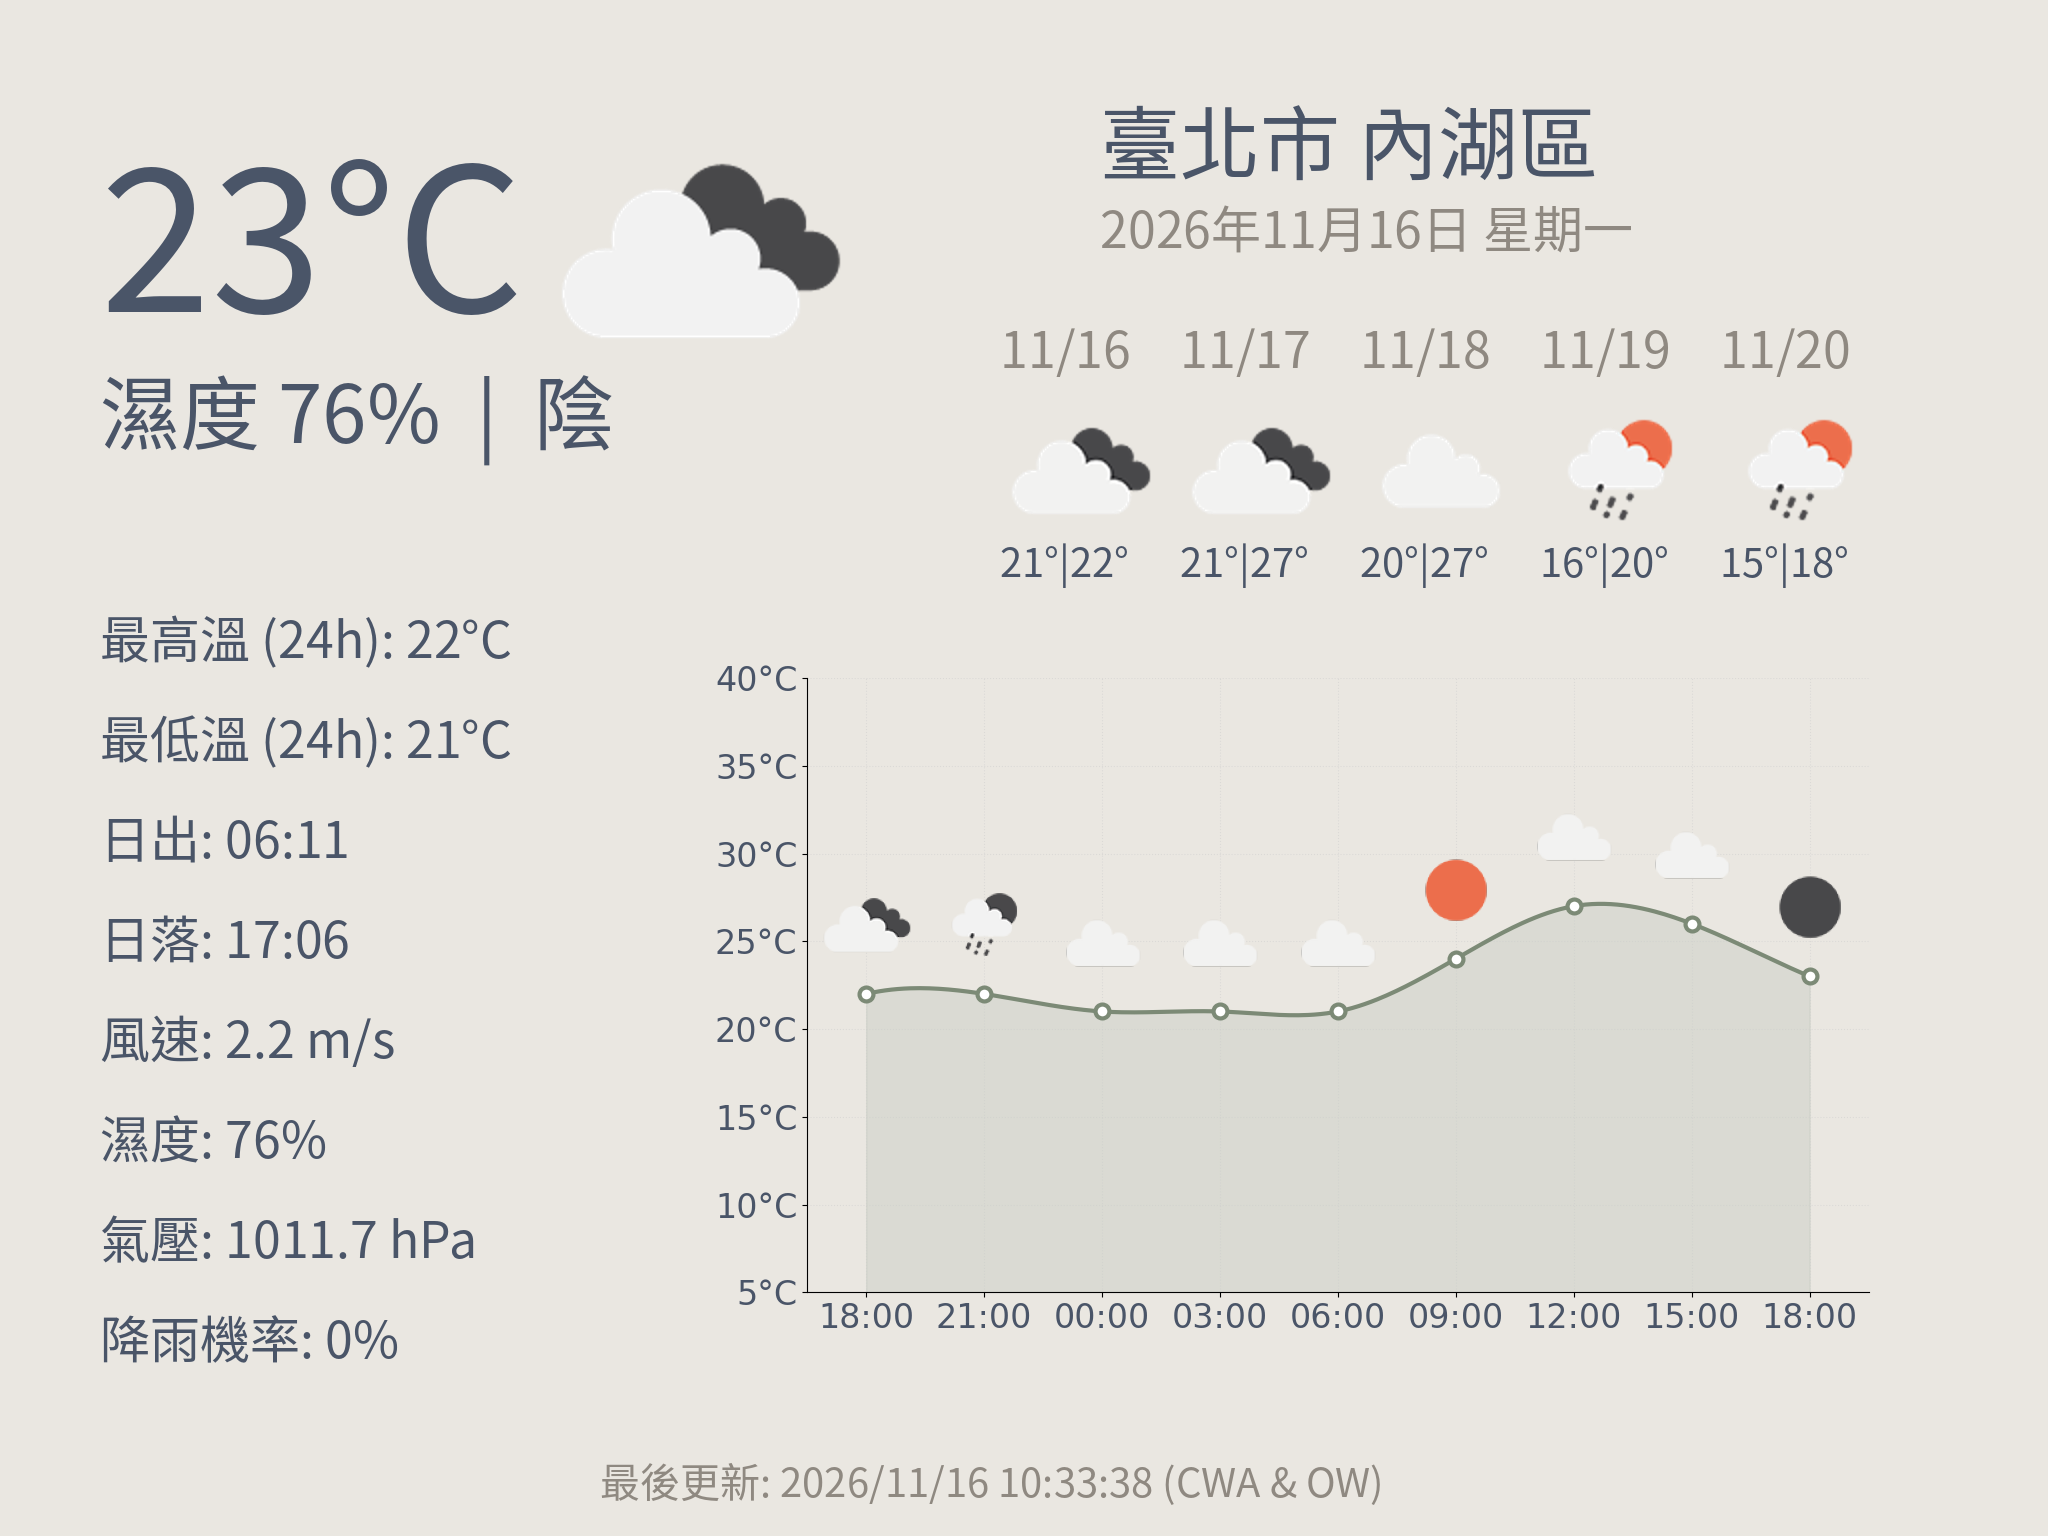 23°C
濕度 76% | 陰
臺北市 內湖區
2026年11月16日 星期一
11/16 11/17 11/18 11/19 11/20
21°|22° 21°|27° 20°|27° 16°|20° 15°|18°
最高溫 (24h): 22°C
最低溫 (24h): 21°C
日出: 06:11
日落: 17:06
風速: 2.2 m/s
濕度: 76%
氣壓: 1011.7 hPa
降雨機率: 0%
40°C
35°C
30°C
25°C
20°C
15°C
10°C
5°C
18:00 21:00 00:00 03:00 06:00 09:00 12:00 15:00 18:00
最後更新: 2026/11/16 10:33:38 (CWA & OW)